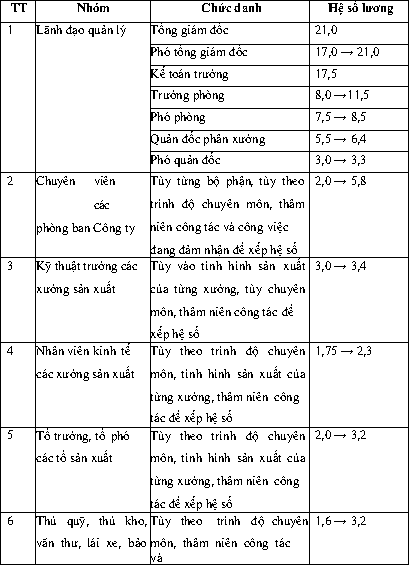 TT Nhóm Chức danh Hệ số lương
1 Lãnh đạo quản lý Tổng giám đốc 21,0
Phó tổng giám đốc 17,0 → 21,0
Kế toán trưởng 17,5
Trưởng phòng 8,0 →11,5
Phó phòng 7,5 → 8,5
Quản đốc phân xưởng 5,5 → 6,4
Phó quản đốc 3,0 → 3,3
2 Chuyên viên các phòng ban Công ty
Tùy từng bộ phận, tùy theo 2,0 → 5,8
trình độ chuyên môn, thâm
niên công tác và công việc
đang đảm nhận để xếp hệ số
3 Kỹ thuật trưởng các
xưởng sản xuất
Tùy vào tình hình sản xuất 3,0 → 3,4
của từng xưởng, tùy chuyên
môn, thâm niên công tác để
xếp hệ số
4 Nhân viên kinh tế
các xưởng sản xuất
Tùy theo trình độ chuyên 1,75 → 2,3
môn, tình hình sản xuất của
từng xưởng, thâm niên công
tác để xếp hệ số
5 Tổ trưởng, tổ phó
các tổ sản xuất
Tùy theo trình độ chuyên 2,0 → 3,2
môn, tình hình sản xuất của
từng xưởng, thâm niên công
tác để xếp hệ số
6 Thủ quỹ, thủ kho,
văn thư, lái xe, bảo
Tùy theo trình độ chuyên 1,6 → 3,2
môn, thâm niên công tác
và